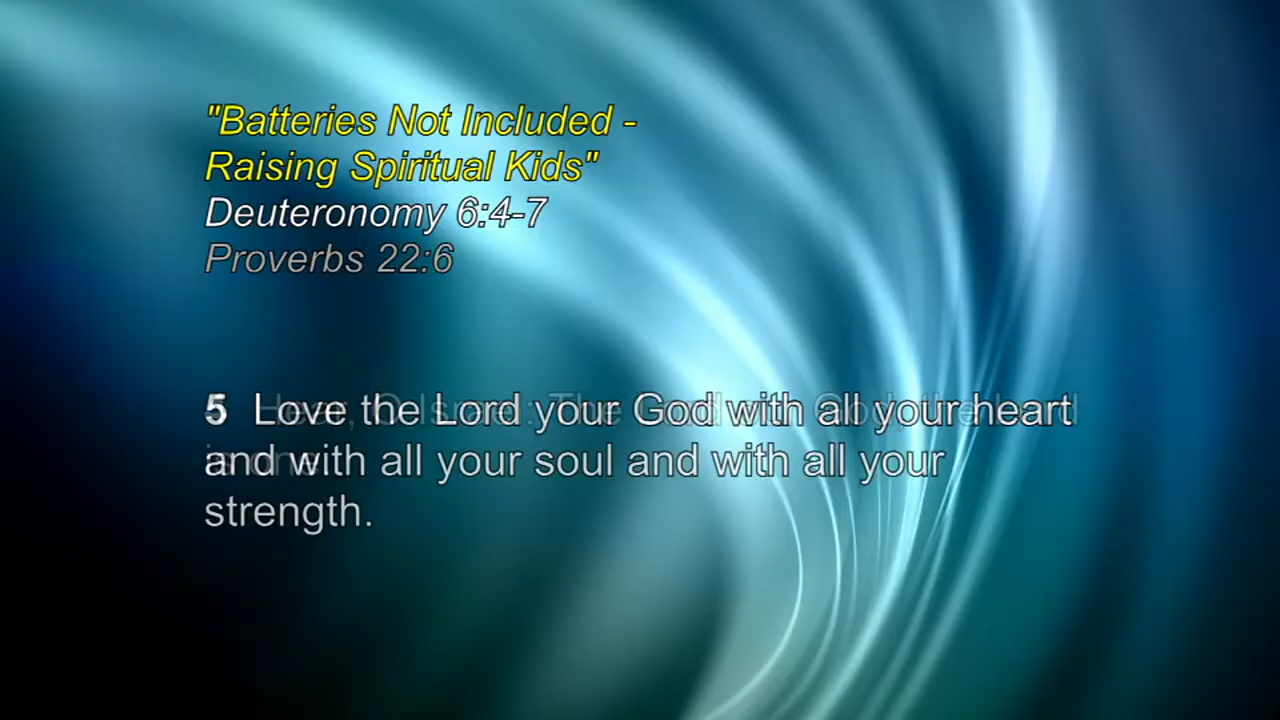 "Batteries Not Included -
Raising Spiritual Kids"
Deuteronomy 6:4-7
Proverbs 22:6
5 Love the Lord your God with all your heart
and with all your soul and with all your
strength.